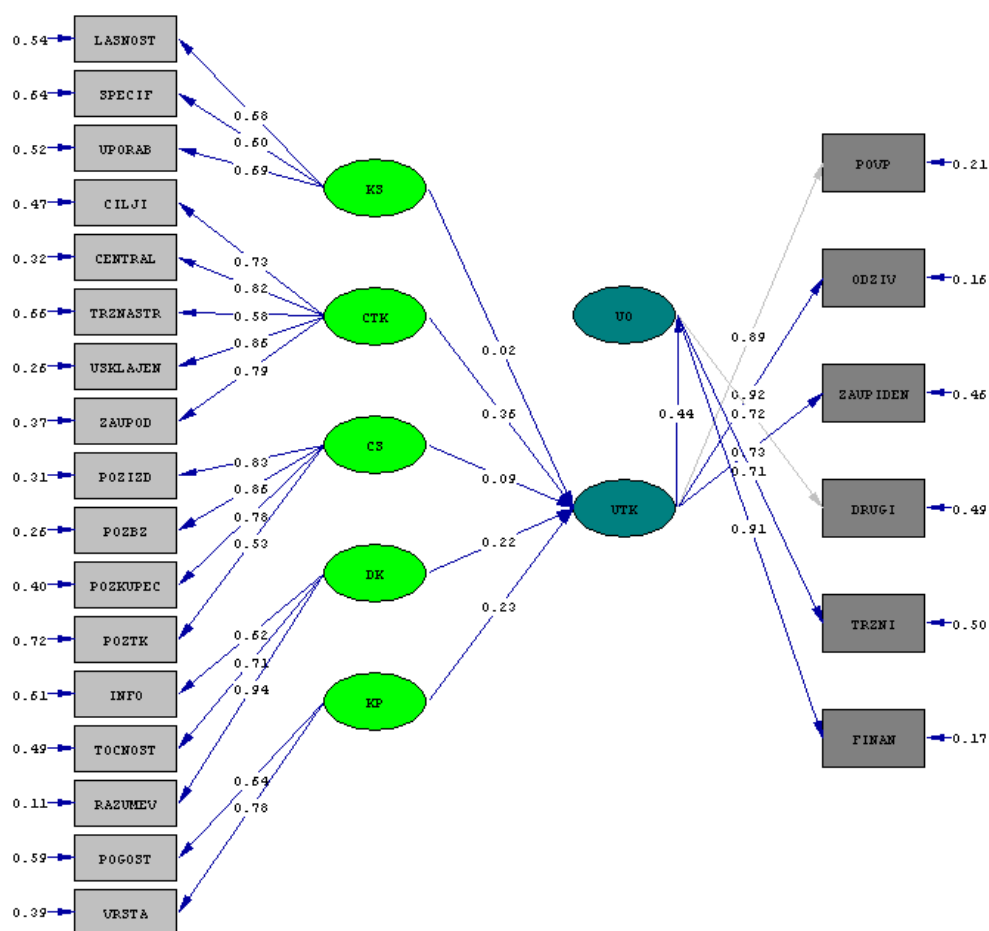 0.54 LASNOST
0.64 SPECIF
0.68
0.60
0.52 UPORAB
0.69
POVP 0.21
KS
0.47 CILJI
0.73
0.32 CENTRAL
ODZIV 0.16
0.82
0.66 TRZNASTR
0.58
CTK
UO
0.89
0.02
0.86
0.26 USKLAJEN
0.79
ZAUPIDEN 0.46
0.92
0.36
0.44
0.72
0.37 ZAUPOD
CS
0.73
0.83
0.71
0.31 POZIZD
0.86
0.09
UTK
DRUGI 0.49
0.26 POZBZ
0.78
0.53
0.91
0.22
DK
0.40 POZKUPEC
0.23
TRZNI 0.50
0.72 POZTK
0.62
0.71
0.94
0.61 INFO
KP
FINAN 0.17
0.49 TOCNOST
0.64
0.11 RAZUMEV
0.78
0.59 POGOST
0.39 VRSTA